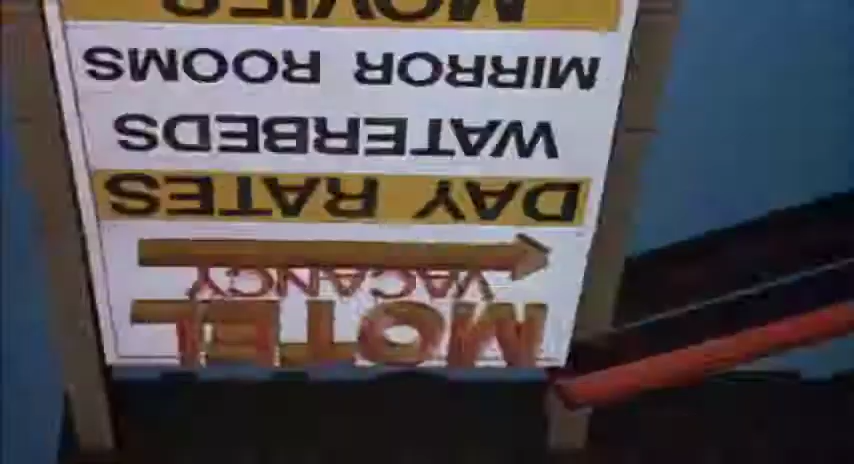 MOTEL
VACANCY
DAY RATES
WATERBEDS
MIRROR ROOMS
MOVIES